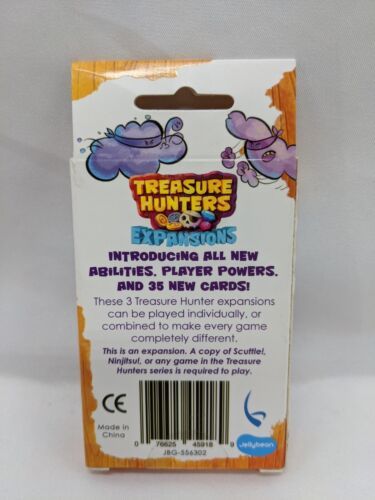 TREASURE
HUNTERS
EXPANSIONS
INTRODUCING ALL NEW
ABILITIES, PLAYER POWERS,
AND 35 NEW CARDS!
These 3 Treasure Hunter expansions
can be played individually, or
combined to make every game
completely different.
This is an expansion. A copy of Scuttle!,
Ninjitsu!, or any game in the Treasure
Hunters series is required to play.
CE
Made in
China
0 76625 45918 9
JBG-556302
Jellybean